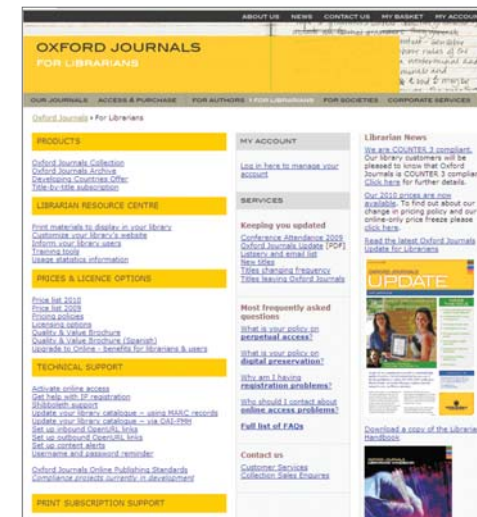 ABOUT US NEWS CONTACT US MY BASKET MY ACCOU
OXFORD JOURNALS
FOR LIBRARIANS
OUR JOURNALS ACCESS & PURCHASE FOR AUTHORS FOR LIBRARIANS FOR SOCIETIES CORPORATE SERVICES
Oxford Journals > For Librarians
PRODUCTS
Oxford Journals Collection
Oxford Journals Archive
Developing Countries Offer
Title-by-title subscription
LIBRARIAN RESOURCE CENTRE
Print materials to display in your library
Customize your library's website
Inform your library users
Training tools
Usage statistics information
PRICES & LICENCE OPTIONS
Price list 2010
Price list 2009
Pricing policies
Licensing options
Quality & Value Brochure
Quality & Value Brochure (Spanish)
Upgrade to Online - benefits for librarians & users
TECHNICAL SUPPORT
Activate online access
Get help with IP registration
Shibboleth support
Update your library catalogue - using MARC records
Update your library catalogue - via OAI-PMH
Set up inbound OpenURL links
Set up outbound OpenURL links
Set up content alerts
Username and password reminder
Oxford Journals Online Publishing Standards
Compliance projects currently in development
PRINT SUBSCRIPTION SUPPORT
MY ACCOUNT
Log in here to manage your
account
SERVICES
Keeping you updated
Conference Attendance 2009
Oxford Journals Update [PDF]
Listserv and email list
New titles
Titles changing frequency
Titles leaving Oxford Journals
Most frequently asked
questions
What is your policy on
perpetual access?
What is your policy on
digital preservation?
Why am I having
registration problems?
Who should I contact about
online access problems?
Full list of FAQs
Contact us
Customer Services
Collection Sales Enquires
Librarian News
We are COUNTER 3 compliant.
Our library customers will be
pleased to know that Oxford
Journals is COUNTER 3 complian
Click here for further details.
Our 2010 prices are now
available. To find out about our
change in pricing policy and our
online-only price freeze please
click here.
Read the latest Oxford Journals
Update for Librarians
UPDATE
Download a copy of the Libraria
Handbook: